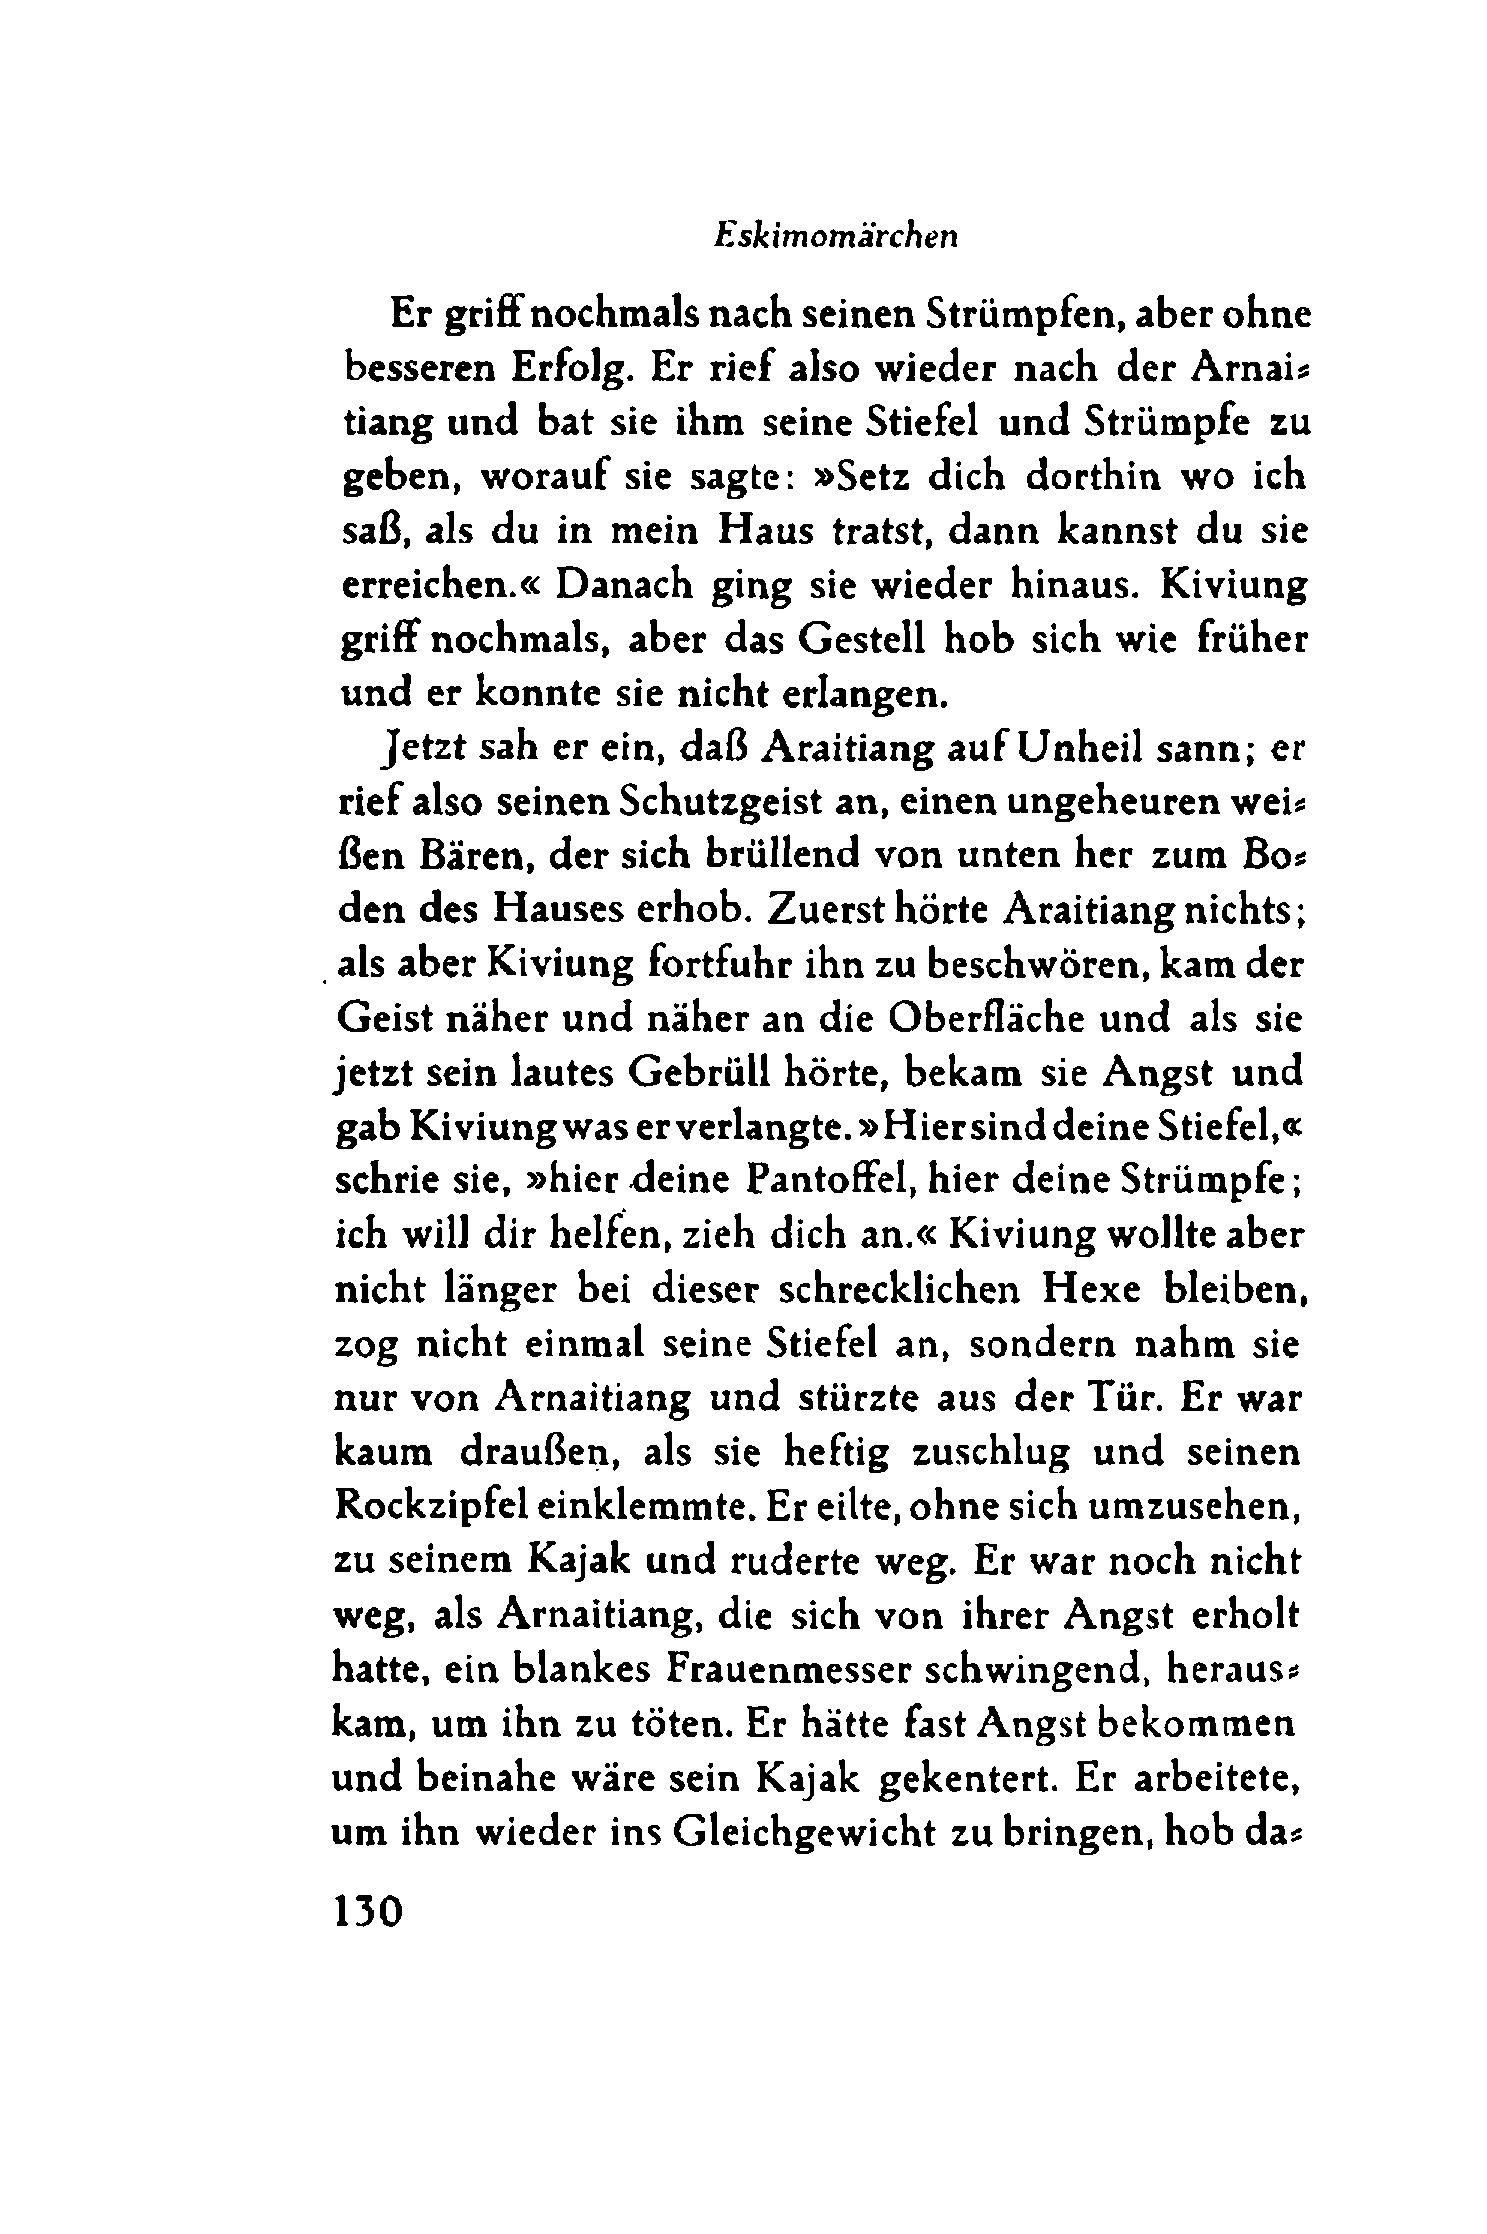 Eskimomärchen
Er griff nochmals nach seinen Strümpfen, aber ohne
besseren Erfolg. Er rief also wieder nach der Arnai⸗
tiang und bat sie ihm seine Stiefel und Strümpfe zu
geben, worauf sie sagte: »Setz dich dorthin wo ich
saß, als du in mein Haus tratst, dann kannst du sie
erreichen.« Danach ging sie wieder hinaus. Kiviung
griff nochmals, aber das Gestell hob sich wie früher
und er konnte sie nicht erlangen.
Jetzt sah er ein, daß Araitiang auf Unheil sann; er
rief also seinen Schutzgeist an, einen ungeheuren wei⸗
ßen Bären, der sich brüllend von unten her zum Bo⸗
den des Hauses erhob. Zuerst hörte Araitiang nichts;
als aber Kiviung fortfuhr ihn zu beschwören, kam der
Geist näher und näher an die Oberfläche und als sie
jetzt sein lautes Gebrüll hörte, bekam sie Angst und
gab Kiviung was er verlangte. »Hier sind deine Stiefel,«
schrie sie, »hier deine Pantoffel, hier deine Strümpfe;
ich will dir helfen, zieh dich an.« Kiviung wollte aber
nicht länger bei dieser schrecklichen Hexe bleiben,
zog nicht einmal seine Stiefel an, sondern nahm sie
nur von Arnaitiang und stürzte aus der Tür. Er war
kaum draußen, als sie heftig zuschlug und seinen
Rockzipfel einklemmte. Er eilte, ohne sich umzusehen,
zu seinem Kajak und ruderte weg. Er war noch nicht
weg, als Arnaitiang, die sich von ihrer Angst erholt
hatte, ein blankes Frauenmesser schwingend, heraus⸗
kam, um ihn zu töten. Er hätte fast Angst bekommen
und beinahe wäre sein Kajak gekentert. Er arbeitete,
um ihn wieder ins Gleichgewicht zu bringen, hob da⸗
130